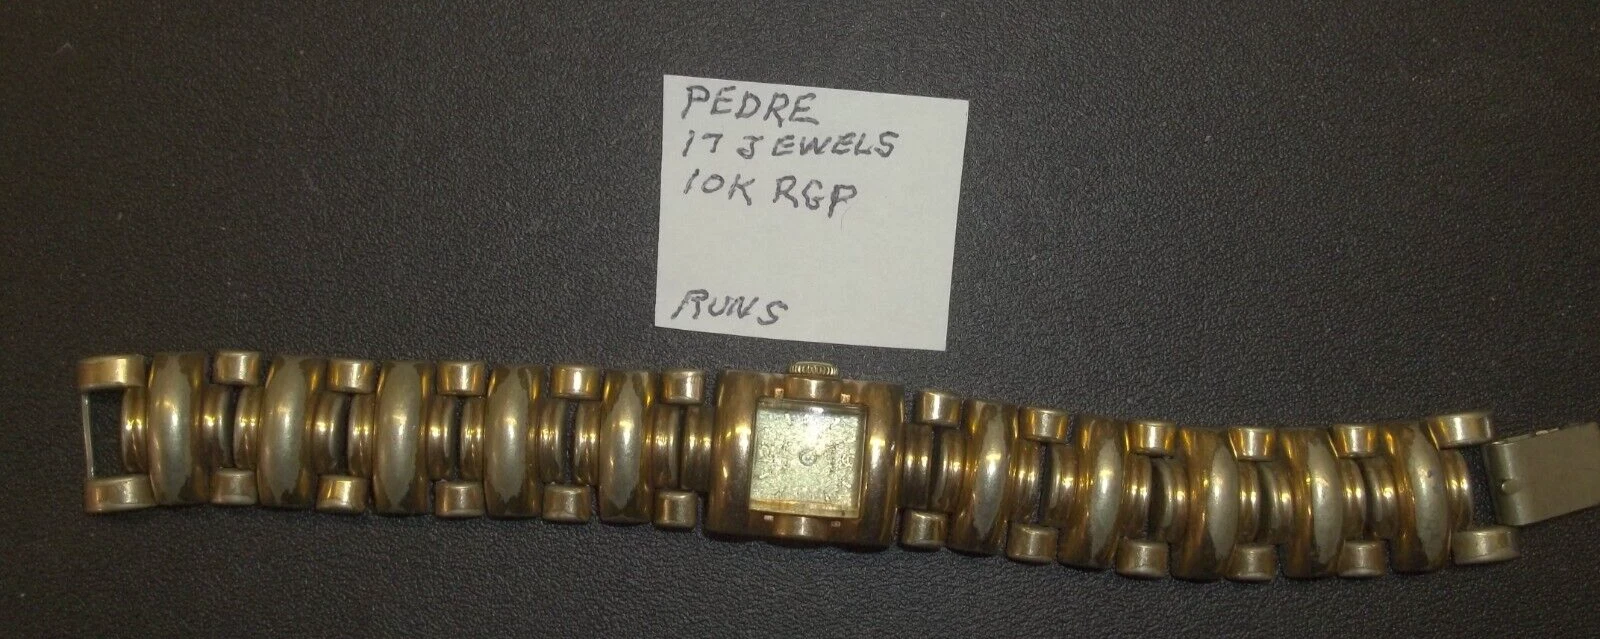 PEDRE
17 JEWELS
10K RGP
RUNS